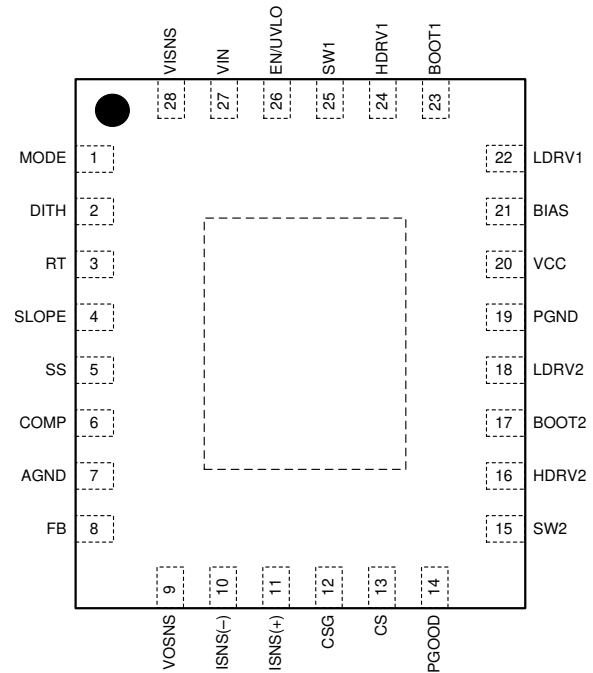 VISNS
VIN
EN/UVLO
SW1
HDRV1
BOOT1
28
27
26
25
24
23
MODE 1
22 LDRV1
DITH 2
21 BIAS
RT 3
20 VCC
SLOPE 4
19 PGND
SS 5
18 LDRV2
COMP 6
17 BOOT2
AGND 7
16 HDRV2
FB 8
15 SW2
9
10
11
12
13
14
VOSNS
ISNS(–)
ISNS(+)
CSG
CS
PGOOD